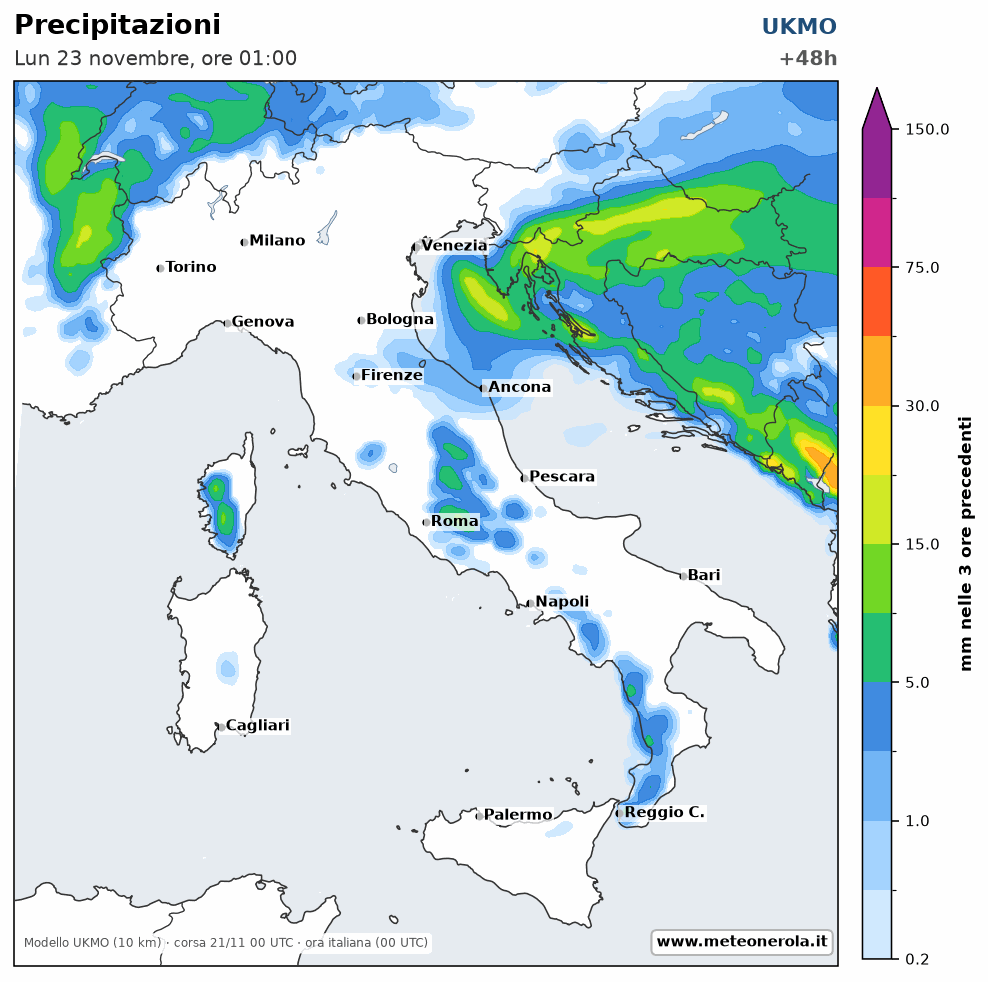 Precipitazioni
UKMO
Lun 23 novembre, ore 01:00
+48h
150.0
75.0
30.0
15.0
5.0
1.0
0.2
mm nelle 3 ore precedenti
Milano
Venezia
Torino
Genova
Bologna
Firenze
Ancona
Pescara
Roma
Bari
Napoli
Cagliari
Palermo
Reggio C.
Modello UKMO (10 km) · corsa 21/11 00 UTC · ora italiana (00 UTC)
www.meteonerola.it